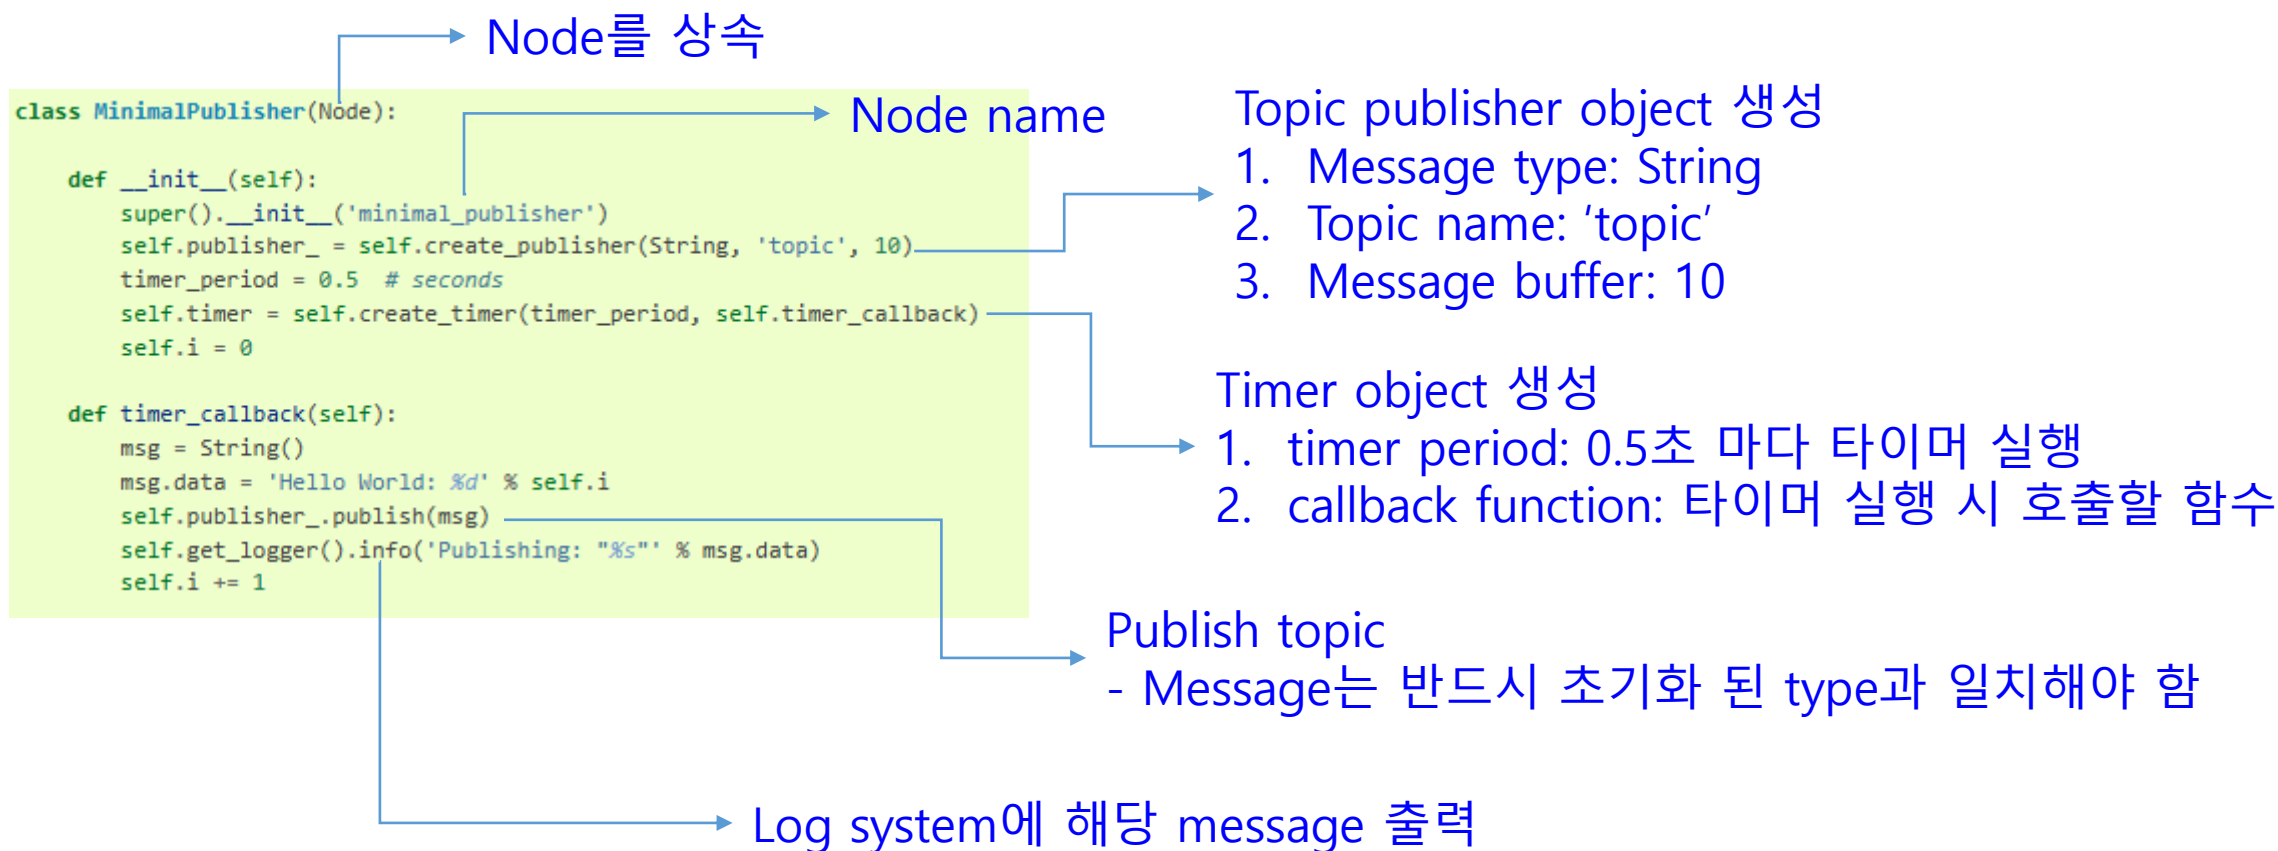 Node를 상속
class MinimalPublisher(Node):
Node name
def __init__(self):
super().__init__('minimal_publisher')
self.publisher_ = self.create_publisher(String, 'topic', 10)
timer_period = 0.5  # seconds
self.timer = self.create_timer(timer_period, self.timer_callback)
self.i = 0
def timer_callback(self):
msg = String()
msg.data = 'Hello World: %d' % self.i
self.publisher_.publish(msg)
self.get_logger().info('Publishing: "%s"' % msg.data)
self.i += 1
Topic publisher object 생성
1. Message type: String
2. Topic name: ‘topic’
3. Message buffer: 10
Timer object 생성
1. timer period: 0.5초 마다 타이머 실행
2. callback function: 타이머 실행 시 호출할 함수
Publish topic
- Message는 반드시 초기화 된 type과 일치해야 함
Log system에 해당 message 출력